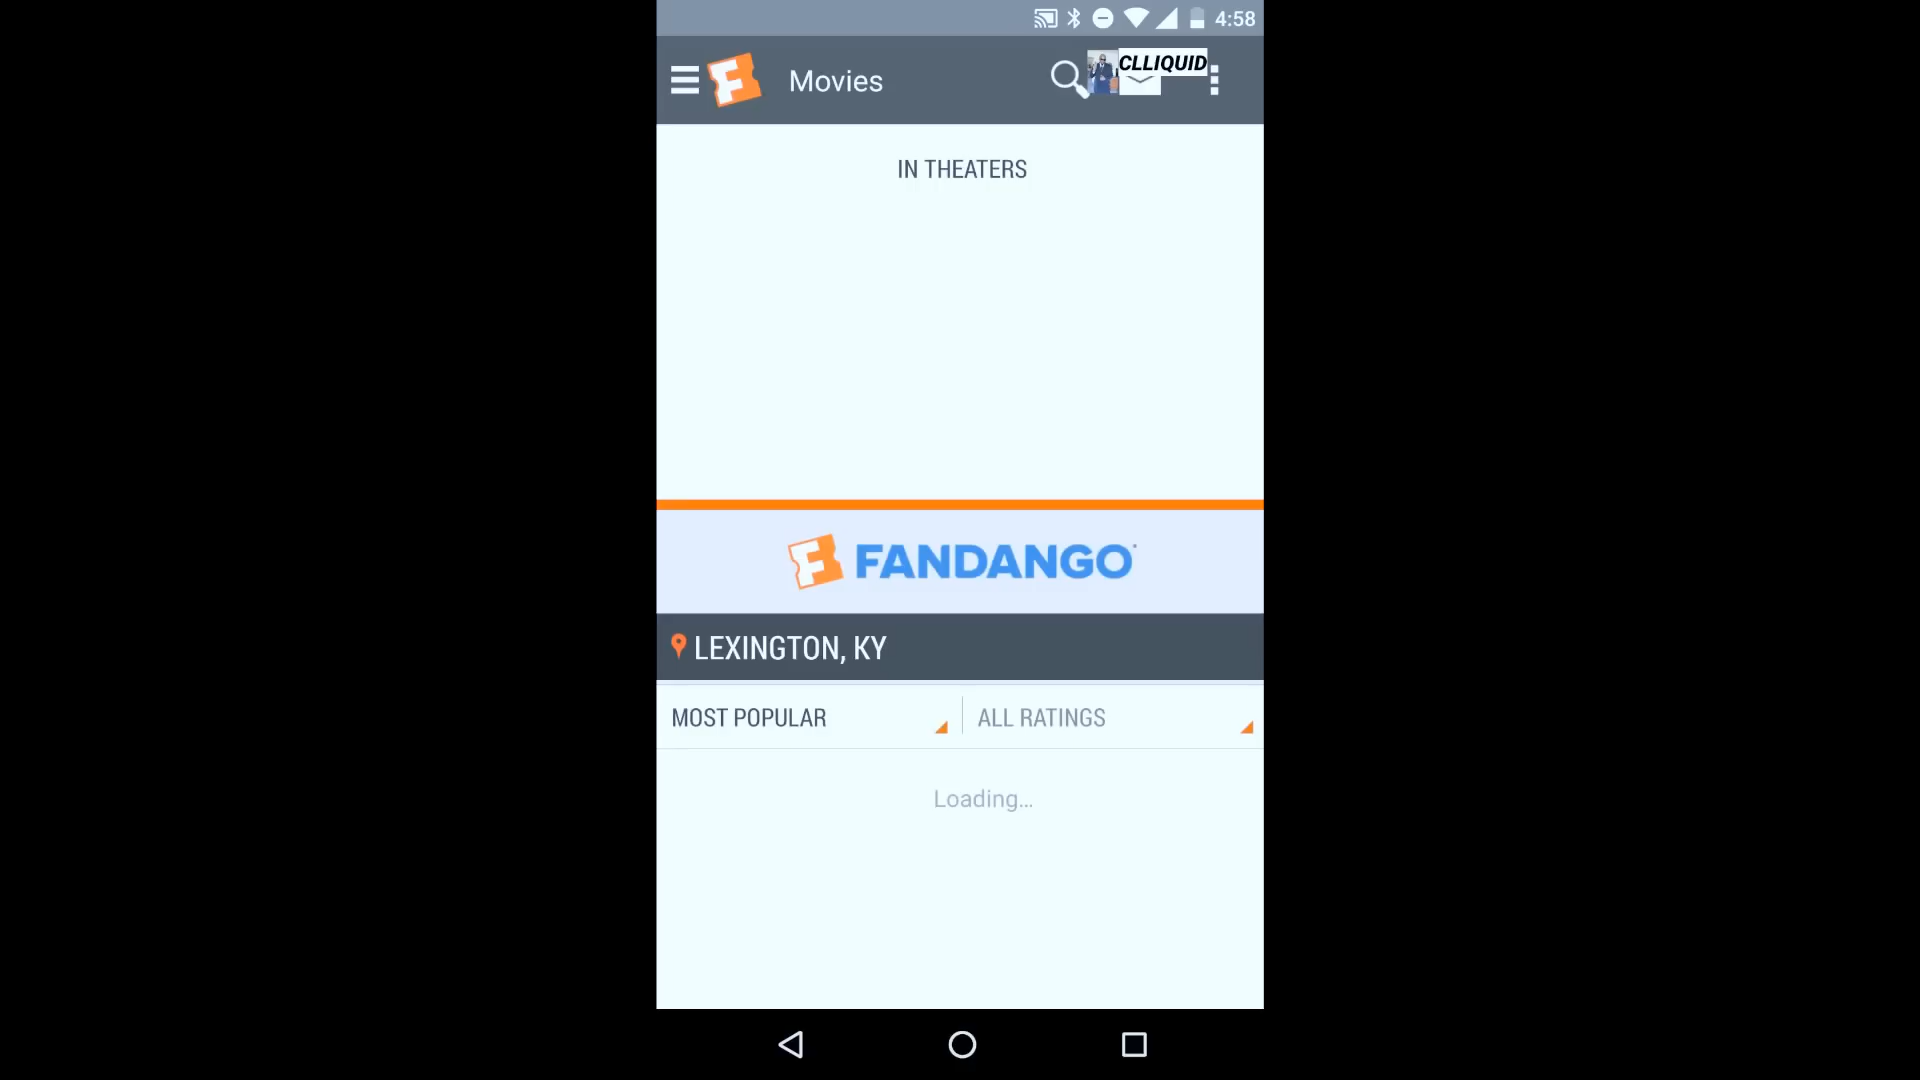 4:58
Movies
CLLIQUID
IN THEATERS
FANDANGO
LEXINGTON, KY
MOST POPULAR
ALL RATINGS
Loading...